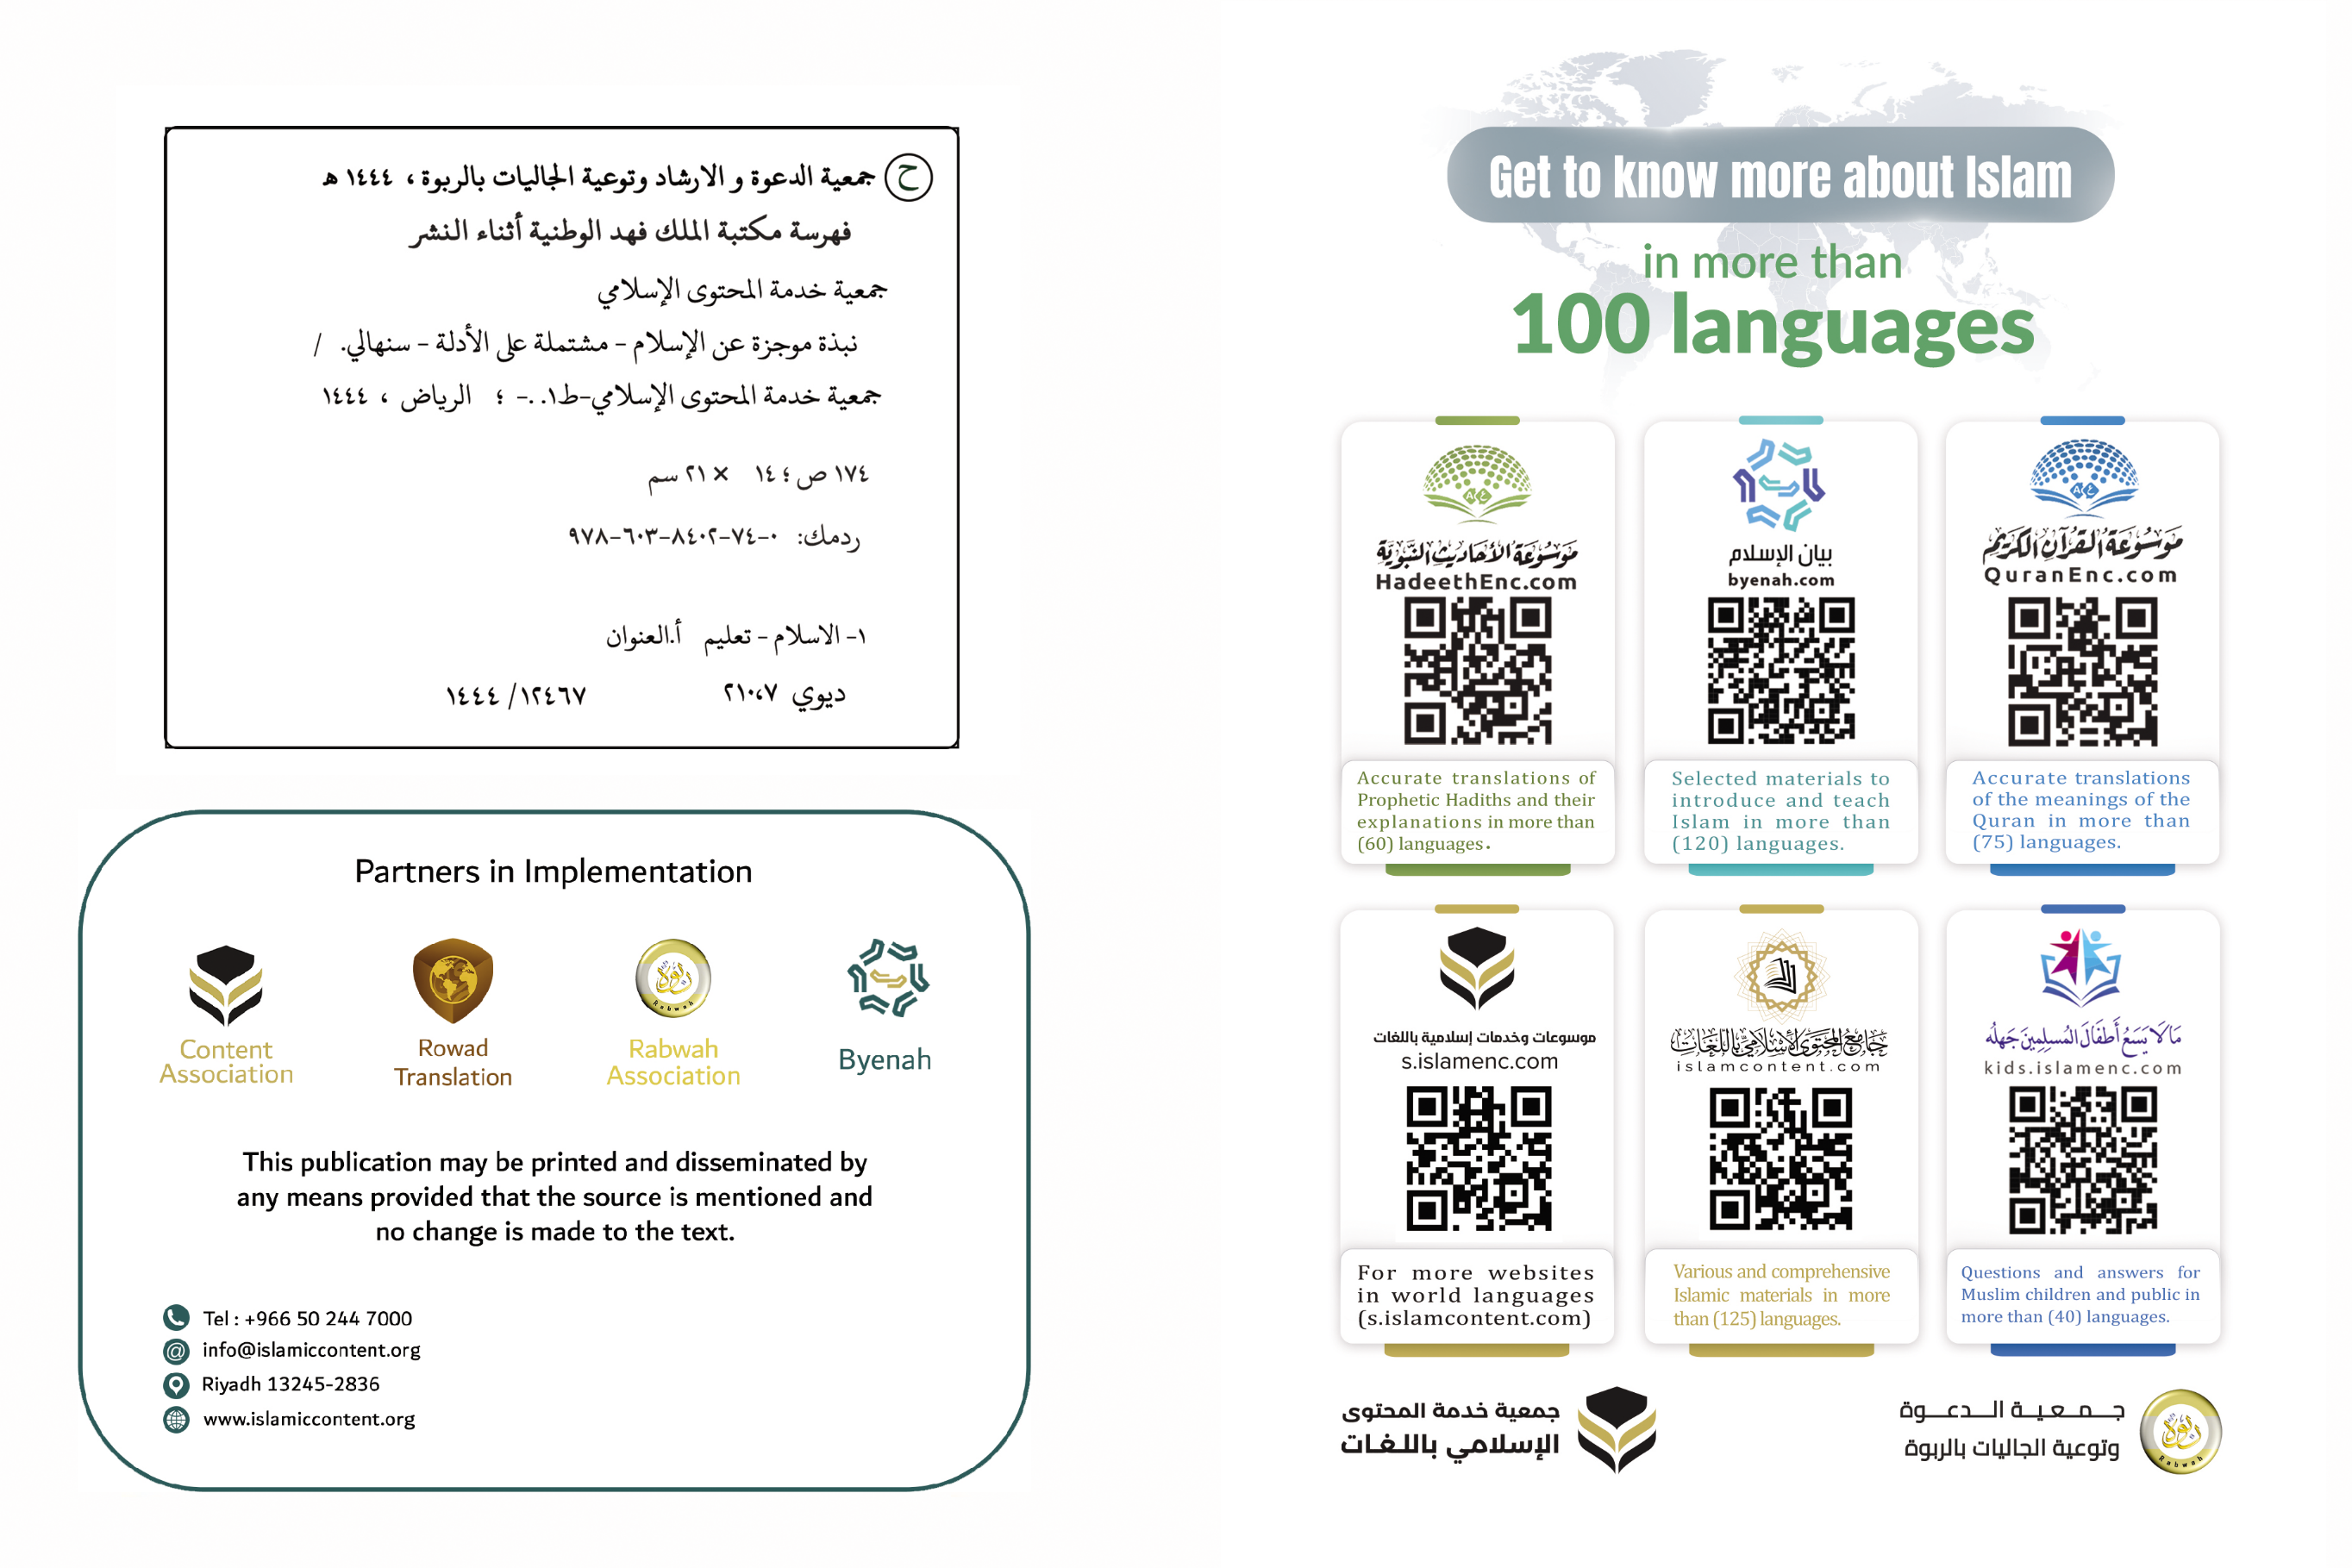 ح جمعية الدعوة و الارشاد وتوعية الجاليات بالربوة ، ١٤٤٤ هـ
فهرسة مكتبة الملك فهد الوطنية أثناء النشر
جمعية خدمة المحتوى الإسلامي
نبذة موجزة عن الإسلام - مشتملة على الأدلة - سنهالي. /
جمعية خدمة المحتوى الإسلامي-ط١. .- ؛ الرياض ، ١٤٤٤
١٧٤ ص ؛ ١٤ × ٢١ سم
ردمك: ٠-٧٤-٨٤٠٢-٦٠٣-٩٧٨
١- الاسلام - تعليم أ.العنوان
ديوي ٢١٠،٧ ١٢٤٦٧/ ١٤٤٤
Partners in Implementation
Content
Association
Rowad
Translation
Rabwah
Association
Byenah
This publication may be printed and disseminated by
any means provided that the source is mentioned and
no change is made to the text.
Tel : +966 50 244 7000
info@islamiccontent.org
Riyadh 13245-2836
www.islamiccontent.org
Get to know more about Islam
in more than
100 languages
موسوعة الأحاديث النبوية
HadeethEnc.com
Accurate translations of
Prophetic Hadiths and their
explanations in more than
(60) languages.
بيان الإسلام
byenah.com
Selected materials to
introduce and teach
Islam in more than
(120) languages.
موسوعة القرآن الكريم
QuranEnc.com
Accurate translations
of the meanings of the
Quran in more than
(75) languages.
موسوعات وخدمات إسلامية باللغات
s.islamenc.com
For more websites
in world languages
(s.islamcontent.com)
جامع المحتوى الإسلامي باللغات
islamcontent.com
Various and comprehensive
Islamic materials in more
than (125) languages.
مَا لَا يَسَعُ أَطفَالَ المُسلِمِينَ جَهلُه
kids.islamenc.com
Questions and answers for
Muslim children and public in
more than (40) languages.
جمعية خدمة المحتوى
الإسلامي باللغات
جـمـعـيـة الـدعـوة
وتوعية الجاليات بالربوة
Rabwah